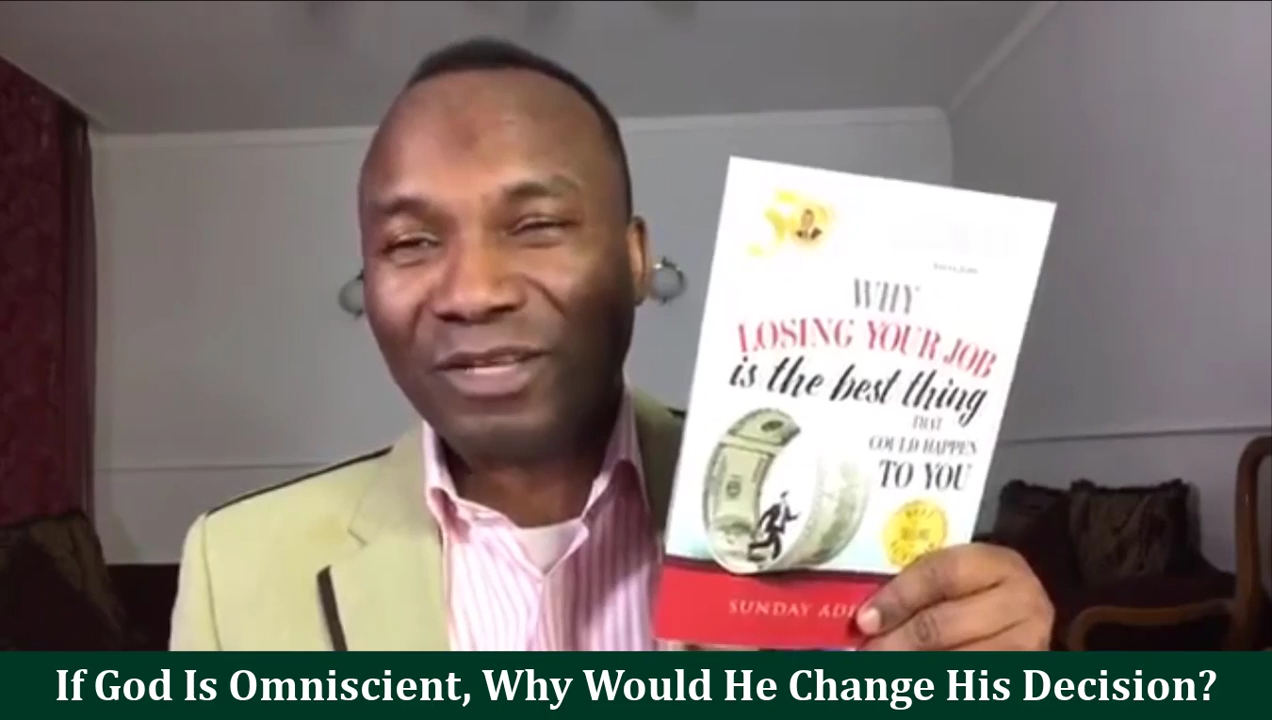 WHY
LOSING YOUR JOB
is the best thing
THAT
COULD HAPPEN
TO YOU
SUNDAY
If God Is Omniscient, Why Would He Change His Decision?